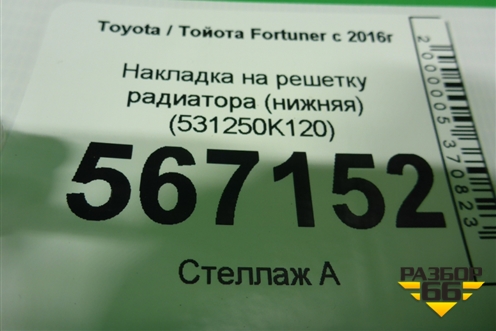 Toyota / Тойота Fortuner с 2016г
Накладка на решетку
радиатора (нижняя)
(531250K120)
567152
Стеллаж А
2000005370823
РАЗБОР
66